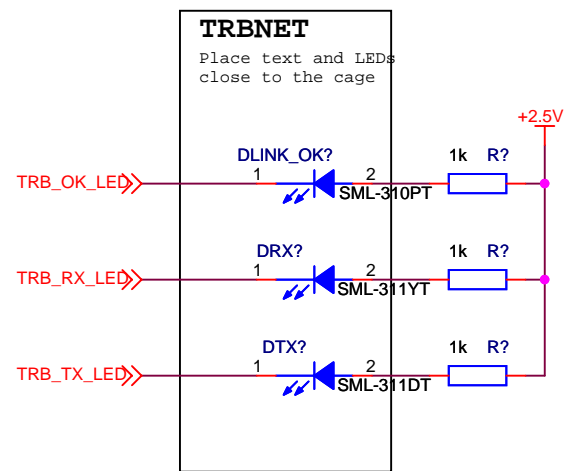 TRBNET
Place text and LEDs
close to the cage
+2.5V
DLINK_OK?
1k R?
TRB_OK_LED
1
2
SML-310PT
DRX?
1k R?
TRB_RX_LED
1
2
SML-311YT
DTX?
1k R?
TRB_TX_LED
1
2
SML-311DT